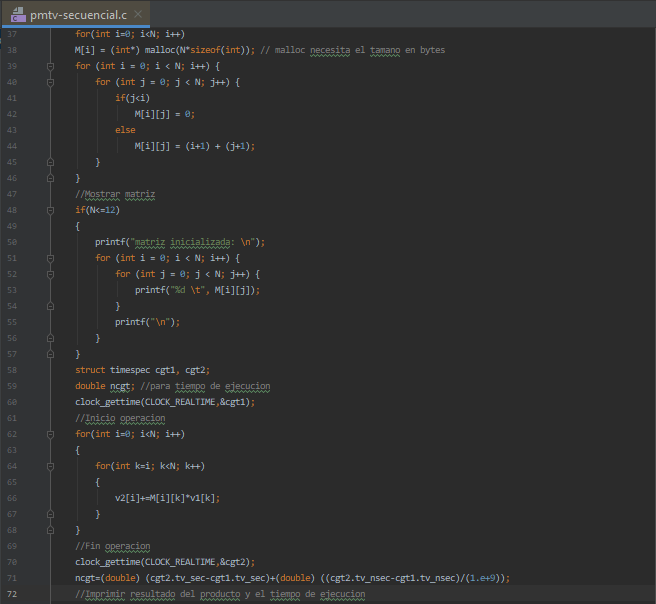 pmtv-secuencial.c
37 for(int i=0; i<N; i++)
38 M[i] = (int*) malloc(N*sizeof(int)); // malloc necesita el tamano en bytes
39 for (int i = 0; i < N; i++) {
40 for (int j = 0; j < N; j++) {
41 if(j<i)
42 M[i][j] = 0;
43 else
44 M[i][j] = (i+1) + (j+1);
45 }
46 }
47 //Mostrar matriz
48 if(N<=12)
49 {
50 printf("matriz inicializada: \n");
51 for (int i = 0; i < N; i++) {
52 for (int j = 0; j < N; j++) {
53 printf("%d \t", M[i][j]);
54 }
55 printf("\n");
56 }
57 }
58 struct timespec cgt1, cgt2;
59 double ncgt; //para tiempo de ejecucion
60 clock_gettime(CLOCK_REALTIME,&cgt1);
61 //Inicio operacion
62 for(int i=0; i<N; i++)
63 {
64 for(int k=i; k<N; k++)
65 {
66 v2[i]+=M[i][k]*v1[k];
67 }
68 }
69 //Fin operacion
70 clock_gettime(CLOCK_REALTIME,&cgt2);
71 ncgt=(double) (cgt2.tv_sec-cgt1.tv_sec)+(double) ((cgt2.tv_nsec-cgt1.tv_nsec)/(1.e+9));
72 //Imprimir resultado del producto y el tiempo de ejecucion